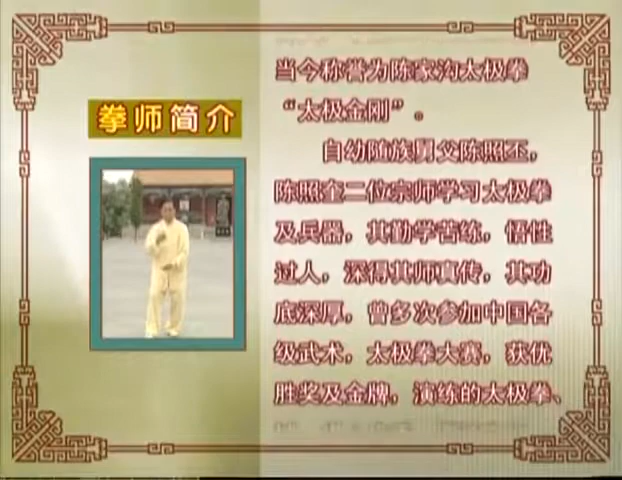 拳师简介
当今称誉为陈家沟太极拳
“太极金刚”。
自幼随族舅父陈照丕，
陈照奎二位宗师学习太极拳
及兵器，其勤学苦练，悟性
过人，深得其师真传，其功
底深厚，曾多次参加中国各
级武术，太极拳大赛，获优
胜奖及金牌，演练的太极拳、